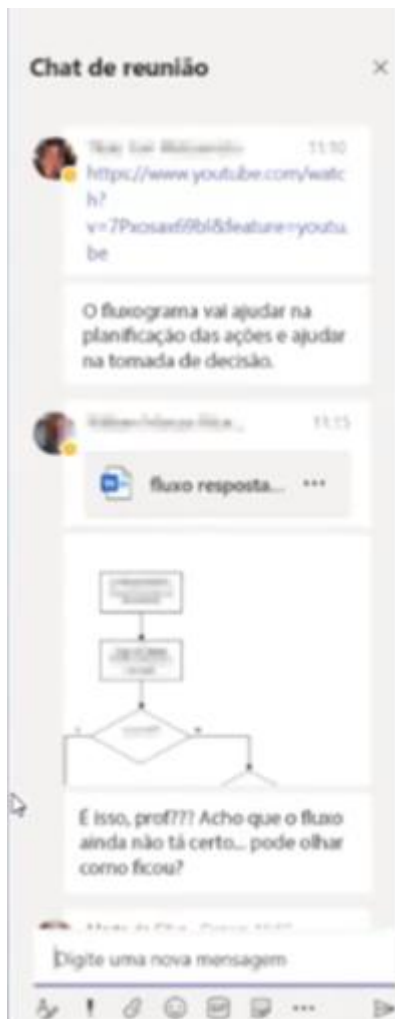 Chat de reunião
11:10
https://www.youtube.com/watc
h?
v=7Pxosax69bI&feature=youtu.
be
O fluxograma vai ajudar na
planificação das ações e ajudar
na tomada de decisão.
11:15
fluxo resposta... ...
É isso, prof??? Acho que o fluxo
ainda não tá certo... pode olhar
como ficou?
Digite uma nova mensagem